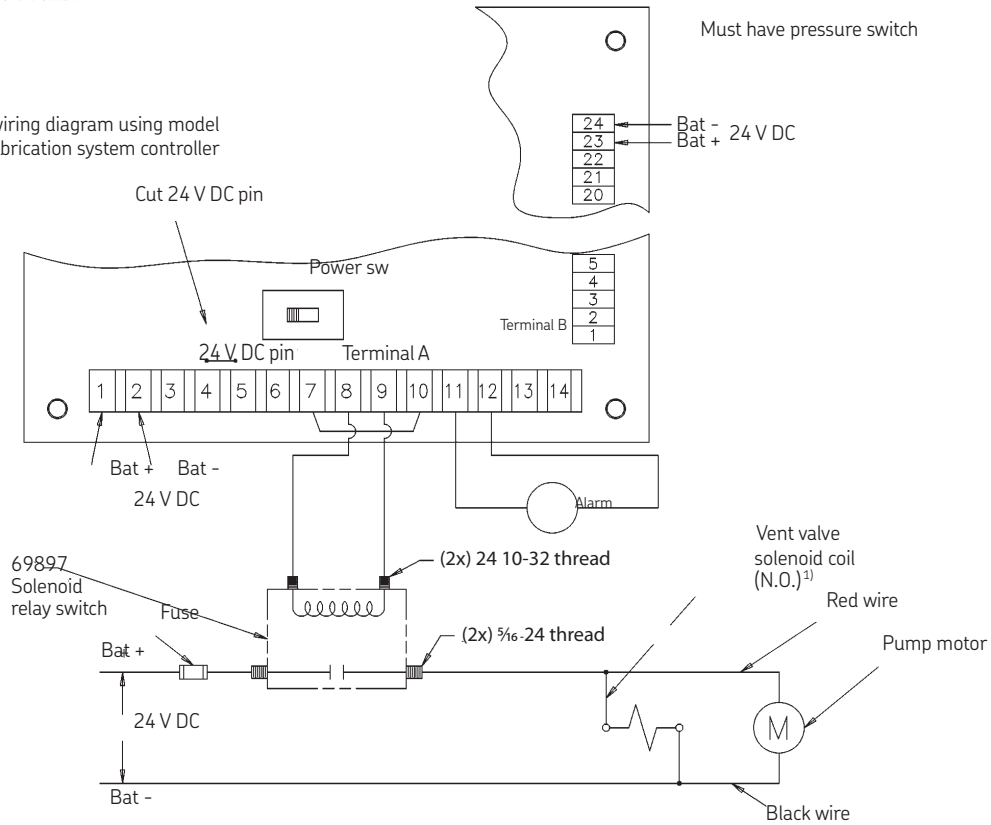 Must have pressure switch
wiring diagram using model
brication system controller
24
23
22
21
20
Bat -
Bat +
24 V DC
Cut 24 V DC pin
Power sw
5
4
3
2
1
Terminal B
24 V DC pin
Terminal A
1 2 3 4 5 6 7 8 9 10 11 12 13 14
Bat + Bat -
24 V DC
Alarm
69897
Solenoid
relay switch
(2x) 24 10-32 thread
Fuse
(2x) 5⁄16 -24 thread
Vent valve
solenoid coil
(N.O.)1)
Red wire
Pump motor
Bat +
24 V DC
M
Bat -
Black wire